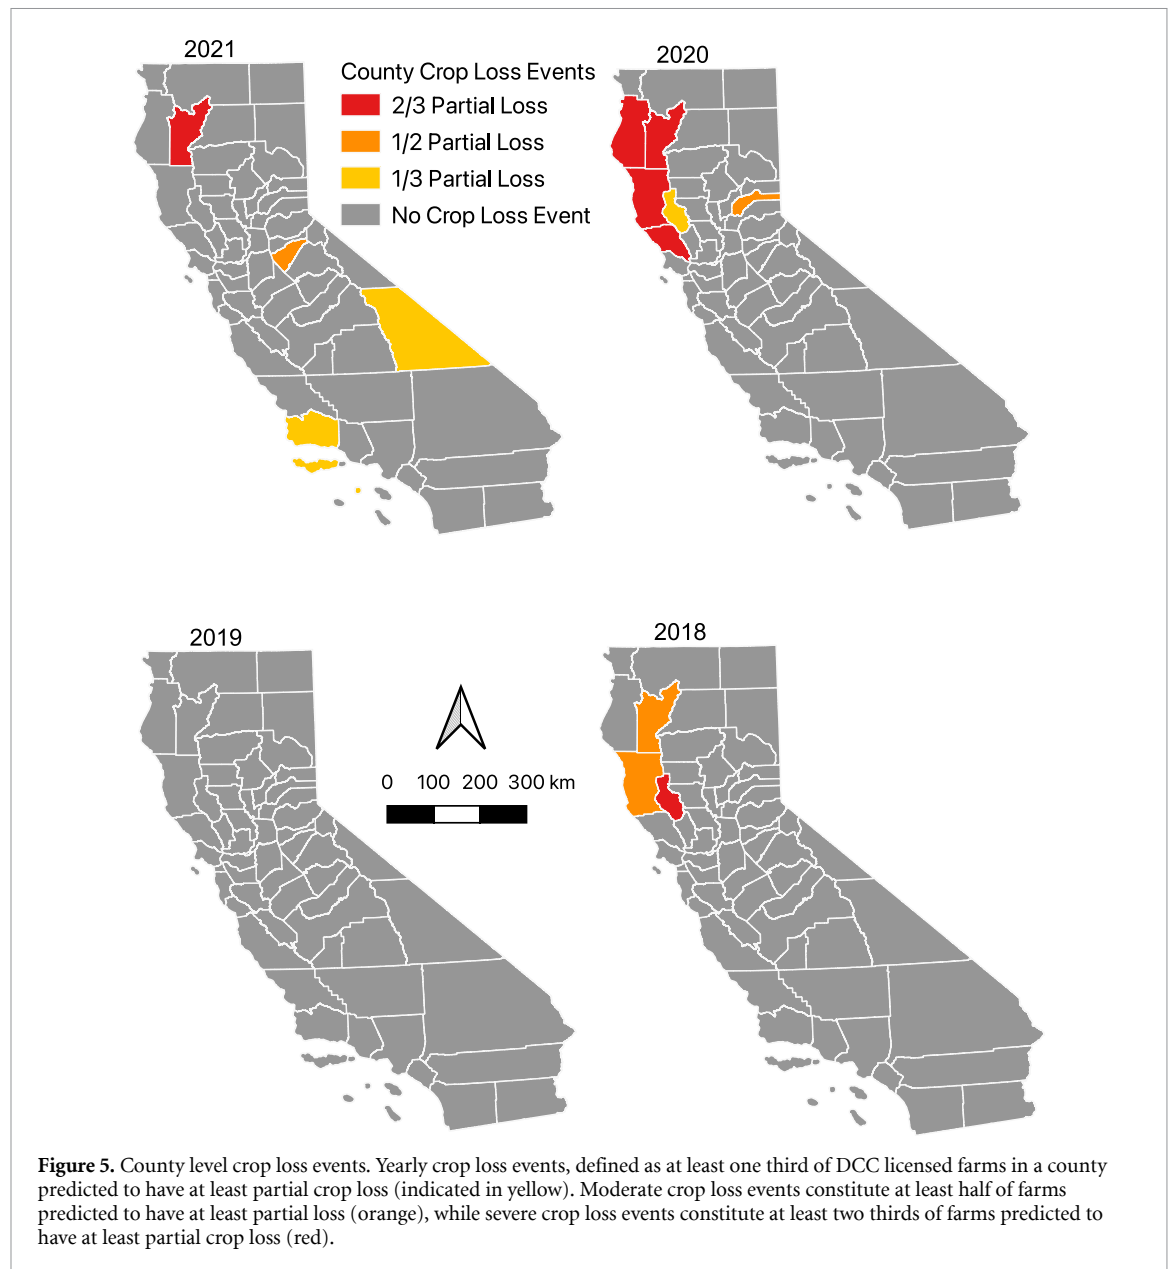 2021
County Crop Loss Events
2/3 Partial Loss
1/2 Partial Loss
1/3 Partial Loss
No Crop Loss Event
2020
2019
0 100 200 300 km
2018
Figure 5. County level crop loss events. Yearly crop loss events, defined as at least one third of DCC licensed farms in a county
predicted to have at least partial crop loss (indicated in yellow). Moderate crop loss events constitute at least half of farms
predicted to have at least partial loss (orange), while severe crop loss events constitute at least two thirds of farms predicted to
have at least partial crop loss (red).